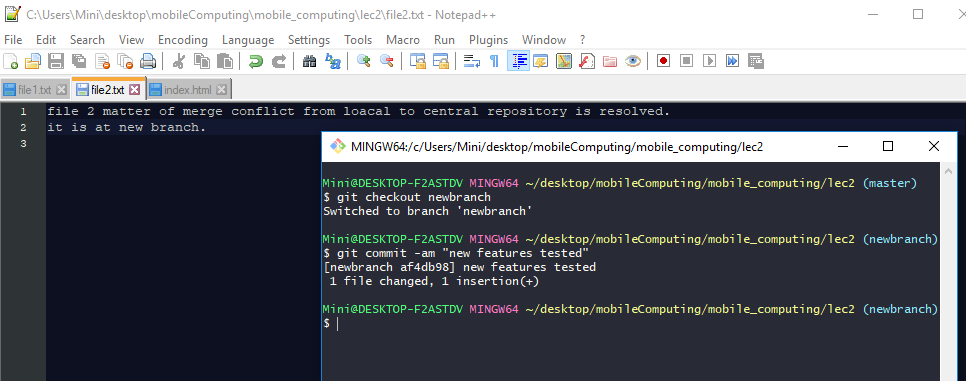 C:\Users\Mini\desktop\mobileComputing\mobile_computing\lec2\file2.txt - Notepad++
File Edit Search View Encoding Language Settings Tools Macro Run Plugins Window ?
file1.txt file2.txt index.html
1 file 2 matter of merge conflict from loacal to central repository is resolved.
2 it is at new branch.
3
MINGW64:/c/Users/Mini/desktop/mobileComputing/mobile_computing/lec2
Mini@DESKTOP-F2ASTDV MINGW64 ~/desktop/mobileComputing/mobile_computing/lec2 (master)
$ git checkout newbranch
Switched to branch 'newbranch'
Mini@DESKTOP-F2ASTDV MINGW64 ~/desktop/mobileComputing/mobile_computing/lec2 (newbranch)
$ git commit -am "new features tested"
[newbranch af4db98] new features tested
1 file changed, 1 insertion(+)
Mini@DESKTOP-F2ASTDV MINGW64 ~/desktop/mobileComputing/mobile_computing/lec2 (newbranch)
$